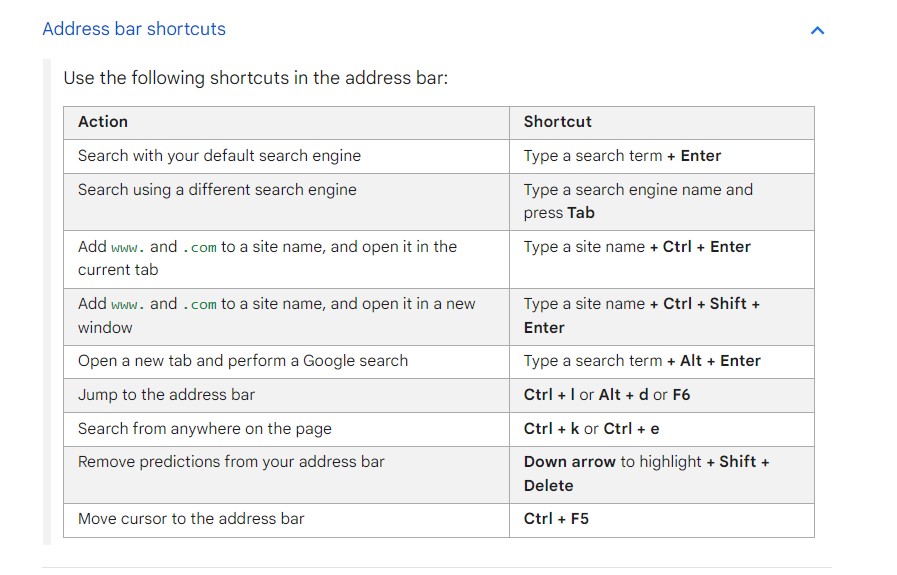 Address bar shortcuts
Use the following shortcuts in the address bar:
Action Shortcut
Search with your default search engine Type a search term + Enter
Search using a different search engine Type a search engine name and
press Tab
Add www. and .com to a site name, and open it in the Type a site name + Ctrl + Enter
current tab
Add www. and .com to a site name, and open it in a new Type a site name + Ctrl + Shift +
window Enter
Open a new tab and perform a Google search Type a search term + Alt + Enter
Jump to the address bar Ctrl + l or Alt + d or F6
Search from anywhere on the page Ctrl + k or Ctrl + e
Remove predictions from your address bar Down arrow to highlight + Shift +
Delete
Move cursor to the address bar Ctrl + F5